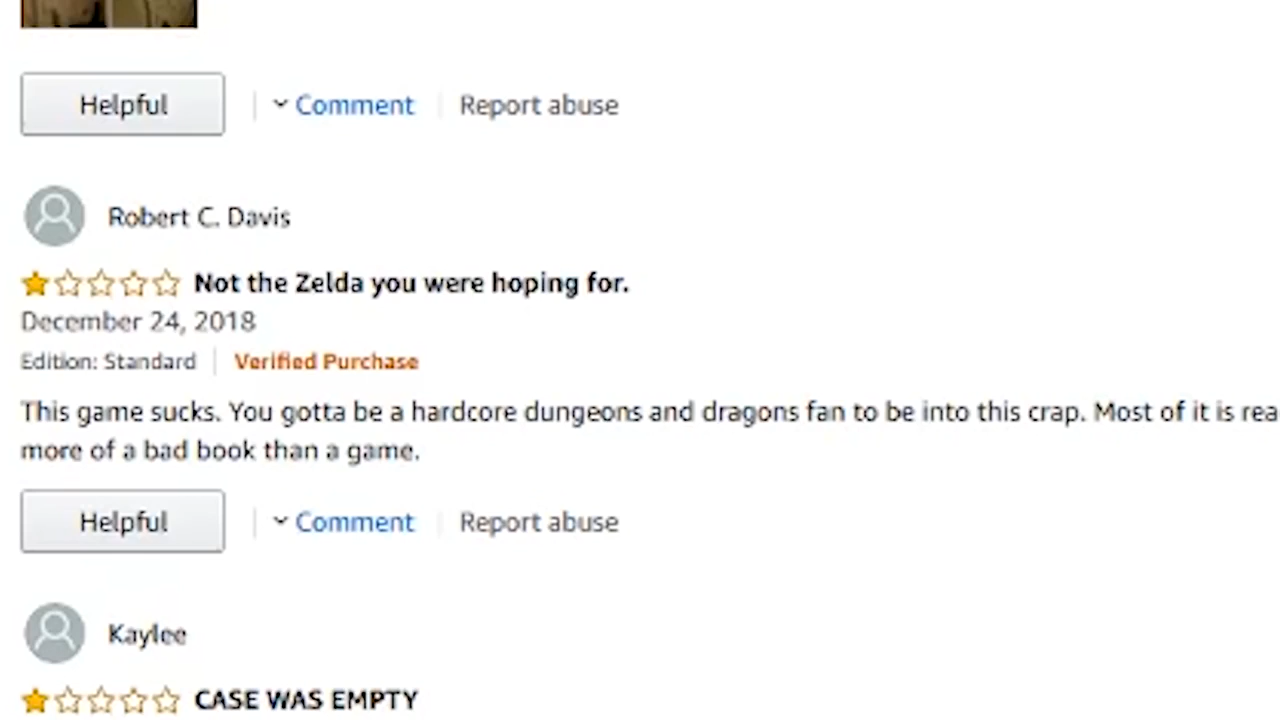 Helpful
Comment
Report abuse
Robert C. Davis
Not the Zelda you were hoping for.
December 24, 2018
Edition: Standard
Verified Purchase
This game sucks. You gotta be a hardcore dungeons and dragons fan to be into this crap. Most of it is rea
more of a bad book than a game.
Helpful
Comment
Report abuse
Kaylee
CASE WAS EMPTY